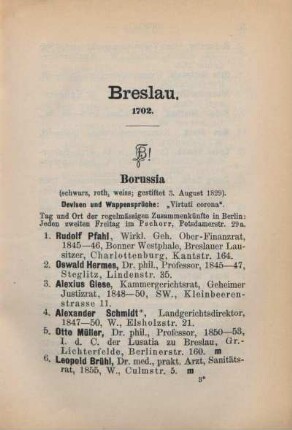 Breslau.
1702.
B!
Borussia
(schwarz, roth, weiss; gestiftet 3. August 1829).
Devisen und Wappensprüche: „Virtuti corona“.
Tag und Ort der regelmässigen Zusammenkünfte in Berlin:
Jeden zweiten Freitag im Pschorr, Potsdamerstr. 29a.
1. Rudolf Pfahl, Wirkl. Geh. Ober-Finanzrat,
1845—46, Bonner Westphale, Breslauer Lau-
sitzer, Charlottenburg, Kantstr. 164.
2. Oswald Hermes, Dr. phil., Professor, 1845—47,
Steglitz, Lindenstr. 35.
3. Alexius Giese, Kammergerichtsrat, Geheimer
Justizrat, 1848—50, SW., Kleinbeeren-
strasse 11.
4. Alexander Schmidt*, Landgerichtsdirektor,
1847—50, W., Elsholzstr. 21.
5. Otto Müller, Dr. phil., Professor, 1850—53,
I. d. C. der Lusatia zu Breslau, Gr.-
Lichterfelde, Berlinerstr. 160. m
6. Leopold Brühl, Dr. med., prakt. Arzt, Sanitäts-
rat, 1855, W., Culmstr. 5. m
3*